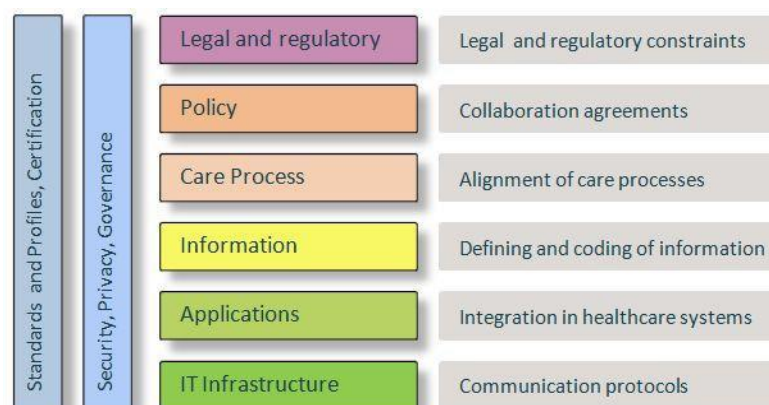 Standards and Profiles, Certification
Security, Privacy, Governance
Legal and regulatory
Legal and regulatory constraints
Policy
Collaboration agreements
Care Process
Alignment of care processes
Information
Defining and coding of information
Applications
Integration in healthcare systems
IT Infrastructure
Communication protocols